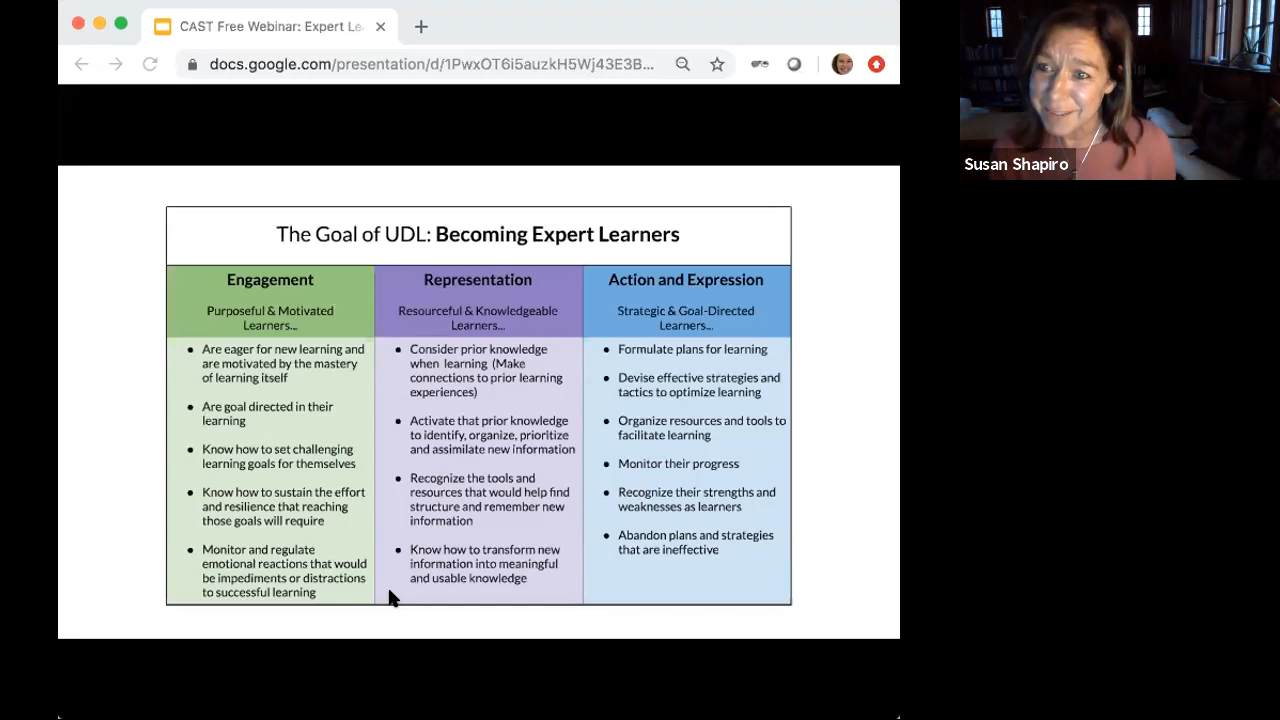 CAST Free Webinar: Expert Le
docs.google.com/presentation/d/1PwxOT6i5auzkH5Wj43E3B...
Susan Shapiro
The Goal of UDL: Becoming Expert Learners
Engagement
Purposeful & Motivated
Learners...
• Are eager for new learning and
are motivated by the mastery
of learning itself
• Are goal directed in their
learning
• Know how to set challenging
learning goals for themselves
• Know how to sustain the effort
and resilience that reaching
those goals will require
• Monitor and regulate
emotional reactions that would
be impediments or distractions
to successful learning
Representation
Resourceful & Knowledgeable
Learners...
• Consider prior knowledge
when learning (Make
connections to prior learning
experiences)
• Activate that prior knowledge
to identify, organize, prioritize
and assimilate new information
• Recognize the tools and
resources that would help find
structure and remember new
information
• Know how to transform new
information into meaningful
and usable knowledge
Action and Expression
Strategic & Goal-Directed
Learners...
• Formulate plans for learning
• Devise effective strategies and
tactics to optimize learning
• Organize resources and tools to
facilitate learning
• Monitor their progress
• Recognize their strengths and
weaknesses as learners
• Abandon plans and strategies
that are ineffective